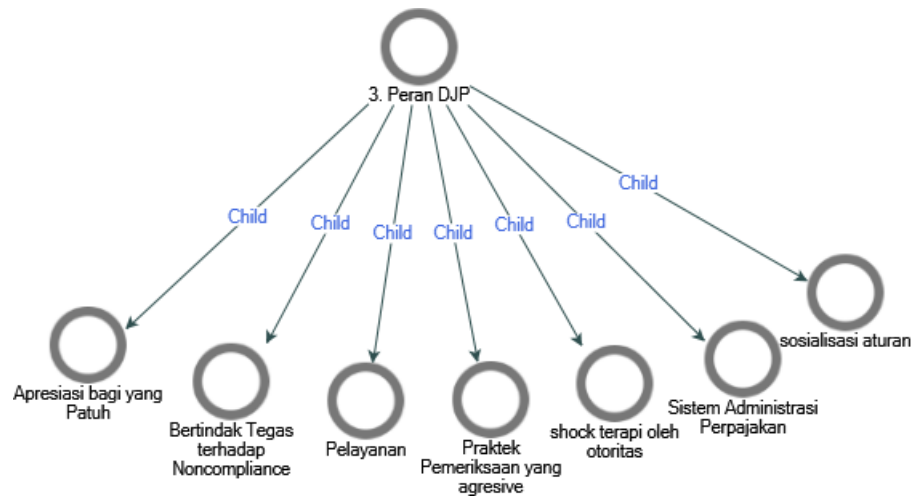 3. Peran DJP
Child
Child
Child
Child
Child
Child
Child
Apresiasi bagi yang
Patuh
Bertindak Tegas
terhadap
Noncompliance
Pelayanan
Praktek
Pemeriksaan yang
agresive
shock terapi oleh
otoritas
Sistem Administrasi
Perpajakan
sosialisasi aturan